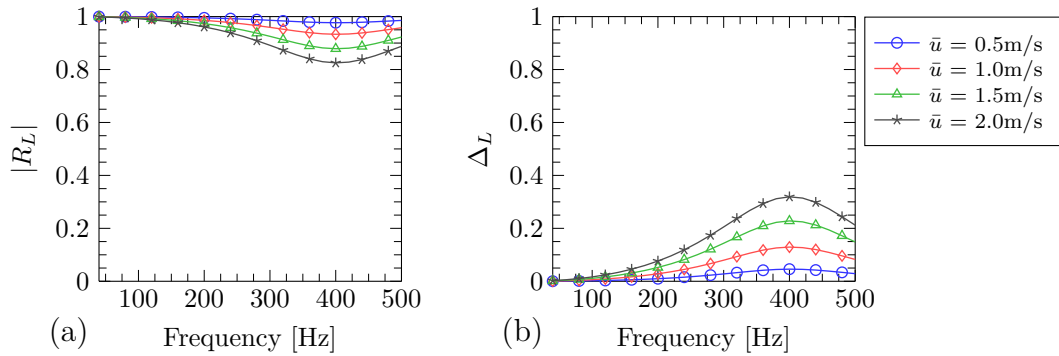 1
0.8
0.6
0.4
0.2
0
100 200 300 400 500
|R_L|
Frequency [Hz]
(a)
1
0.8
0.6
0.4
0.2
0
100 200 300 400 500
Δ_L
Frequency [Hz]
(b)
ū = 0.5m/s
ū = 1.0m/s
ū = 1.5m/s
ū = 2.0m/s